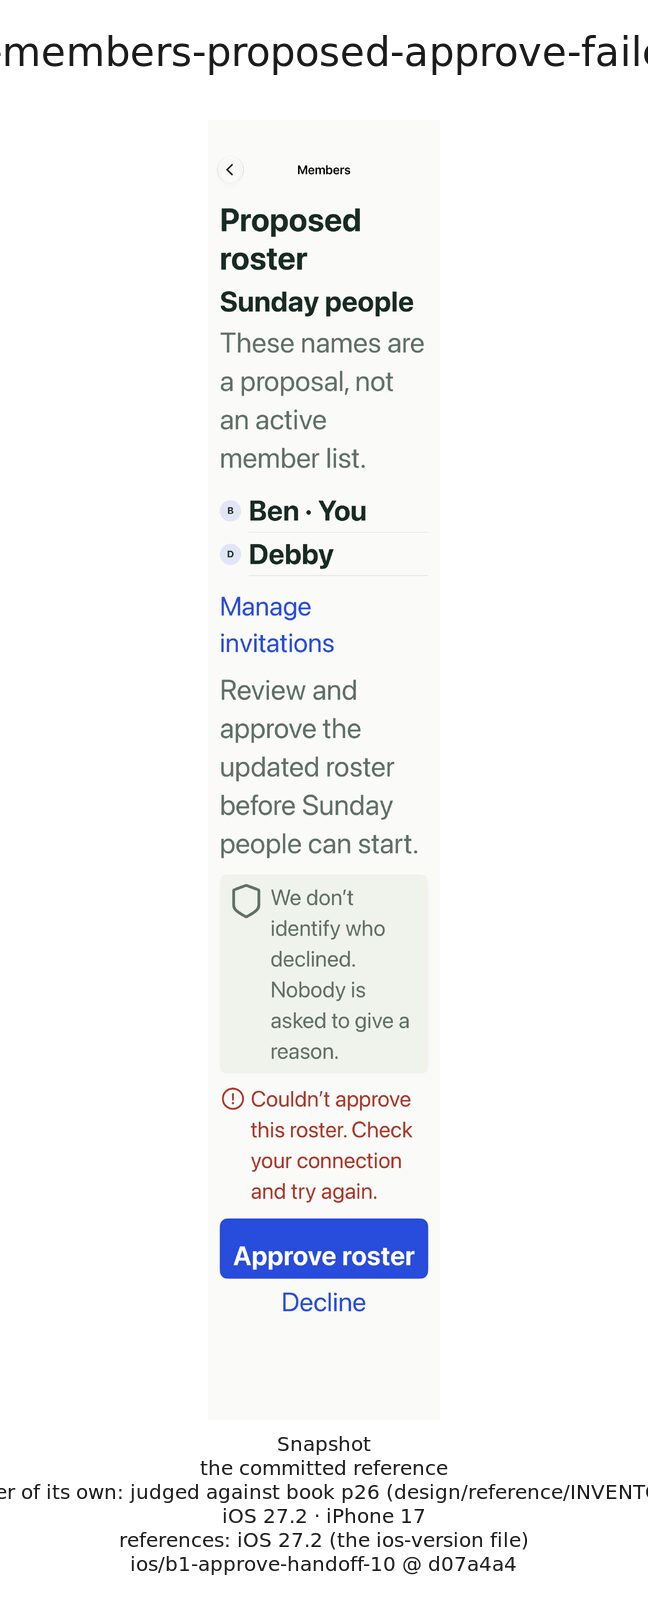 -members-proposed-approve-faile
Members
Proposed
roster
Sunday people
These names are
a proposal, not
an active
member list.
B Ben · You
D Debby
Manage
invitations
Review and
approve the
updated roster
before Sunday
people can start.
We don’t
identify who
declined.
Nobody is
asked to give a
reason.
Couldn’t approve
this roster. Check
your connection
and try again.
Approve roster
Decline
Snapshot
the committed reference
er of its own: judged against book p26 (design/reference/INVENTO
iOS 27.2 · iPhone 17
references: iOS 27.2 (the ios-version file)
ios/b1-approve-handoff-10 @ d07a4a4